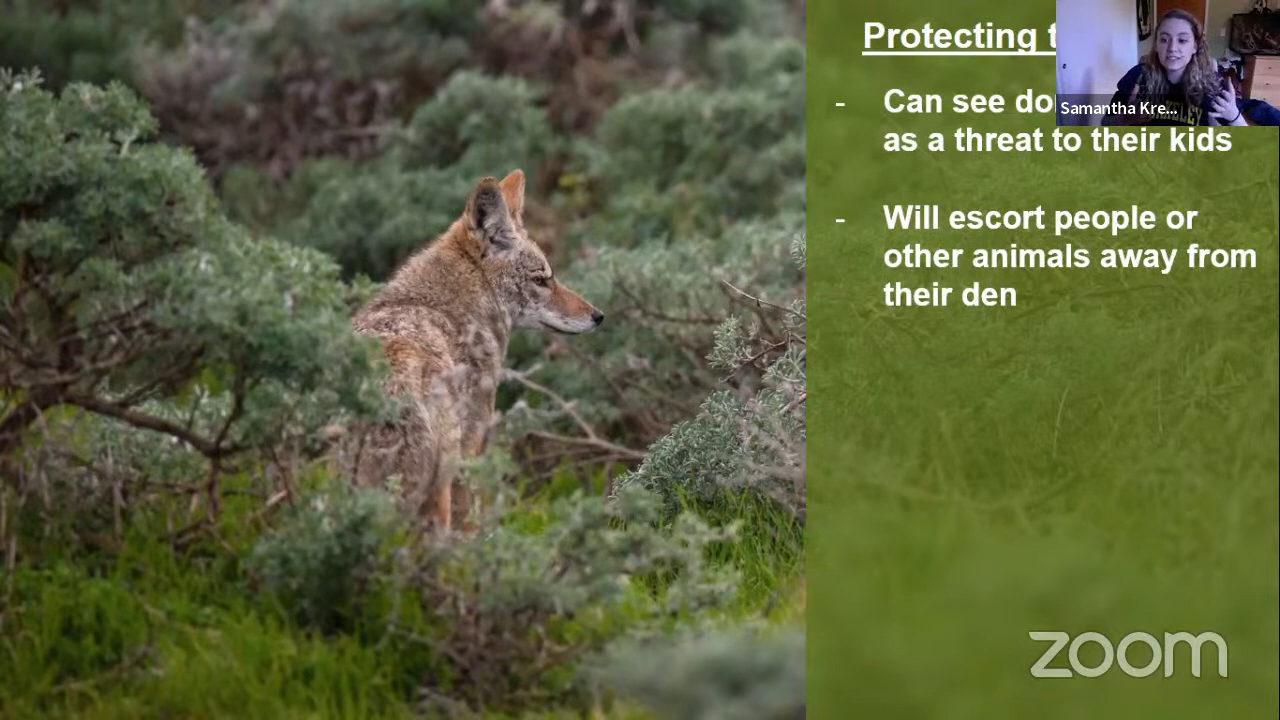 Protecting
- Can see
as a threat to their kids
- Will escort people or
other animals away from
their den
Samantha Kre...
zoom